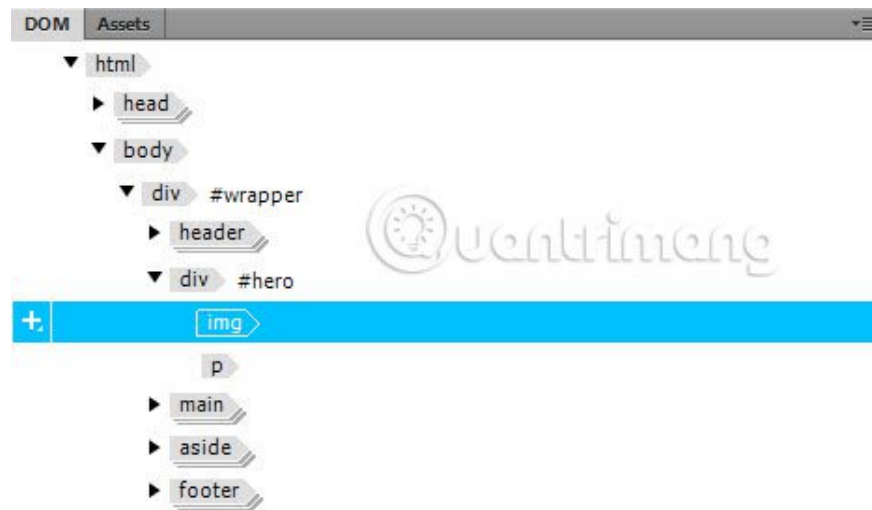 DOM Assets
html
head
body
div #wrapper
header
div #hero
img
p
main
aside
footer
Quantrimang